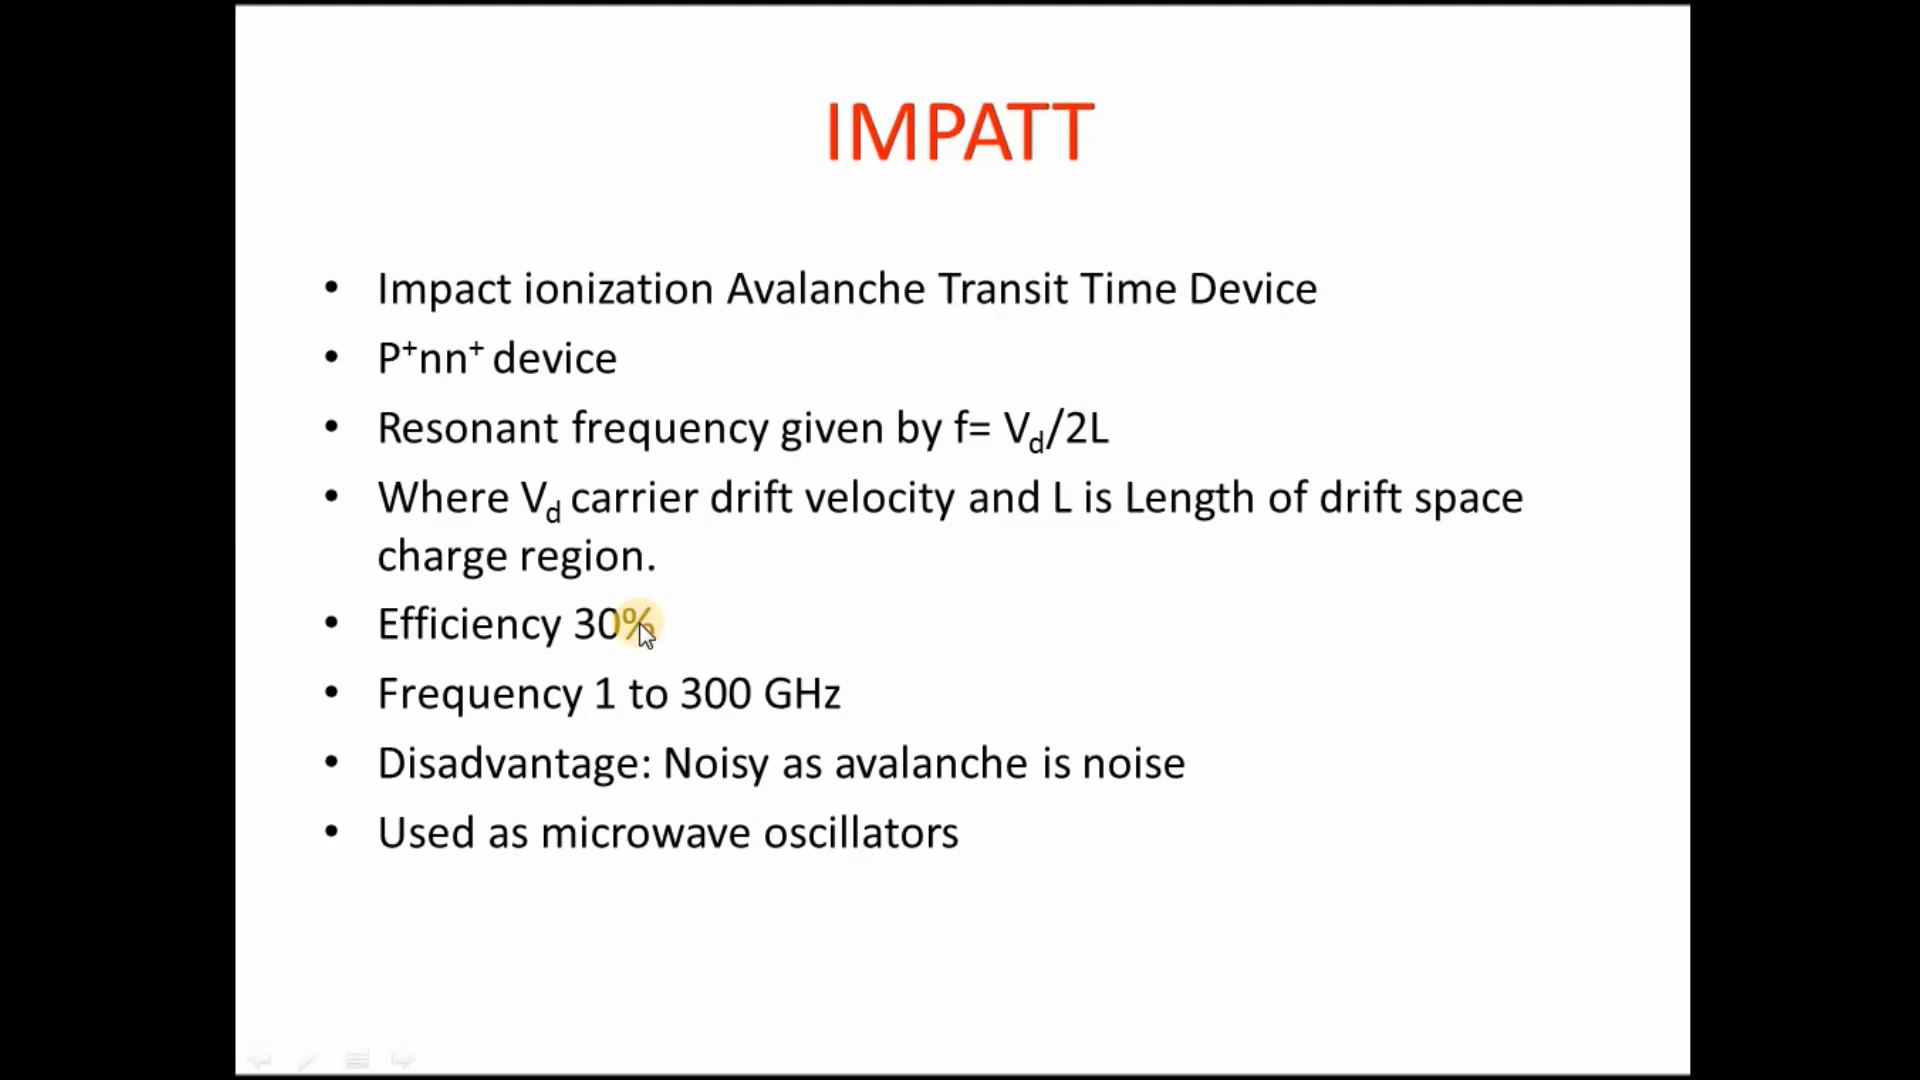 IMPATT
• Impact ionization Avalanche Transit Time Device
• P⁺nn⁺ device
• Resonant frequency given by f= V_d/2L
• Where V_d carrier drift velocity and L is Length of drift space
charge region.
• Efficiency 30%
• Frequency 1 to 300 GHz
• Disadvantage: Noisy as avalanche is noise
• Used as microwave oscillators